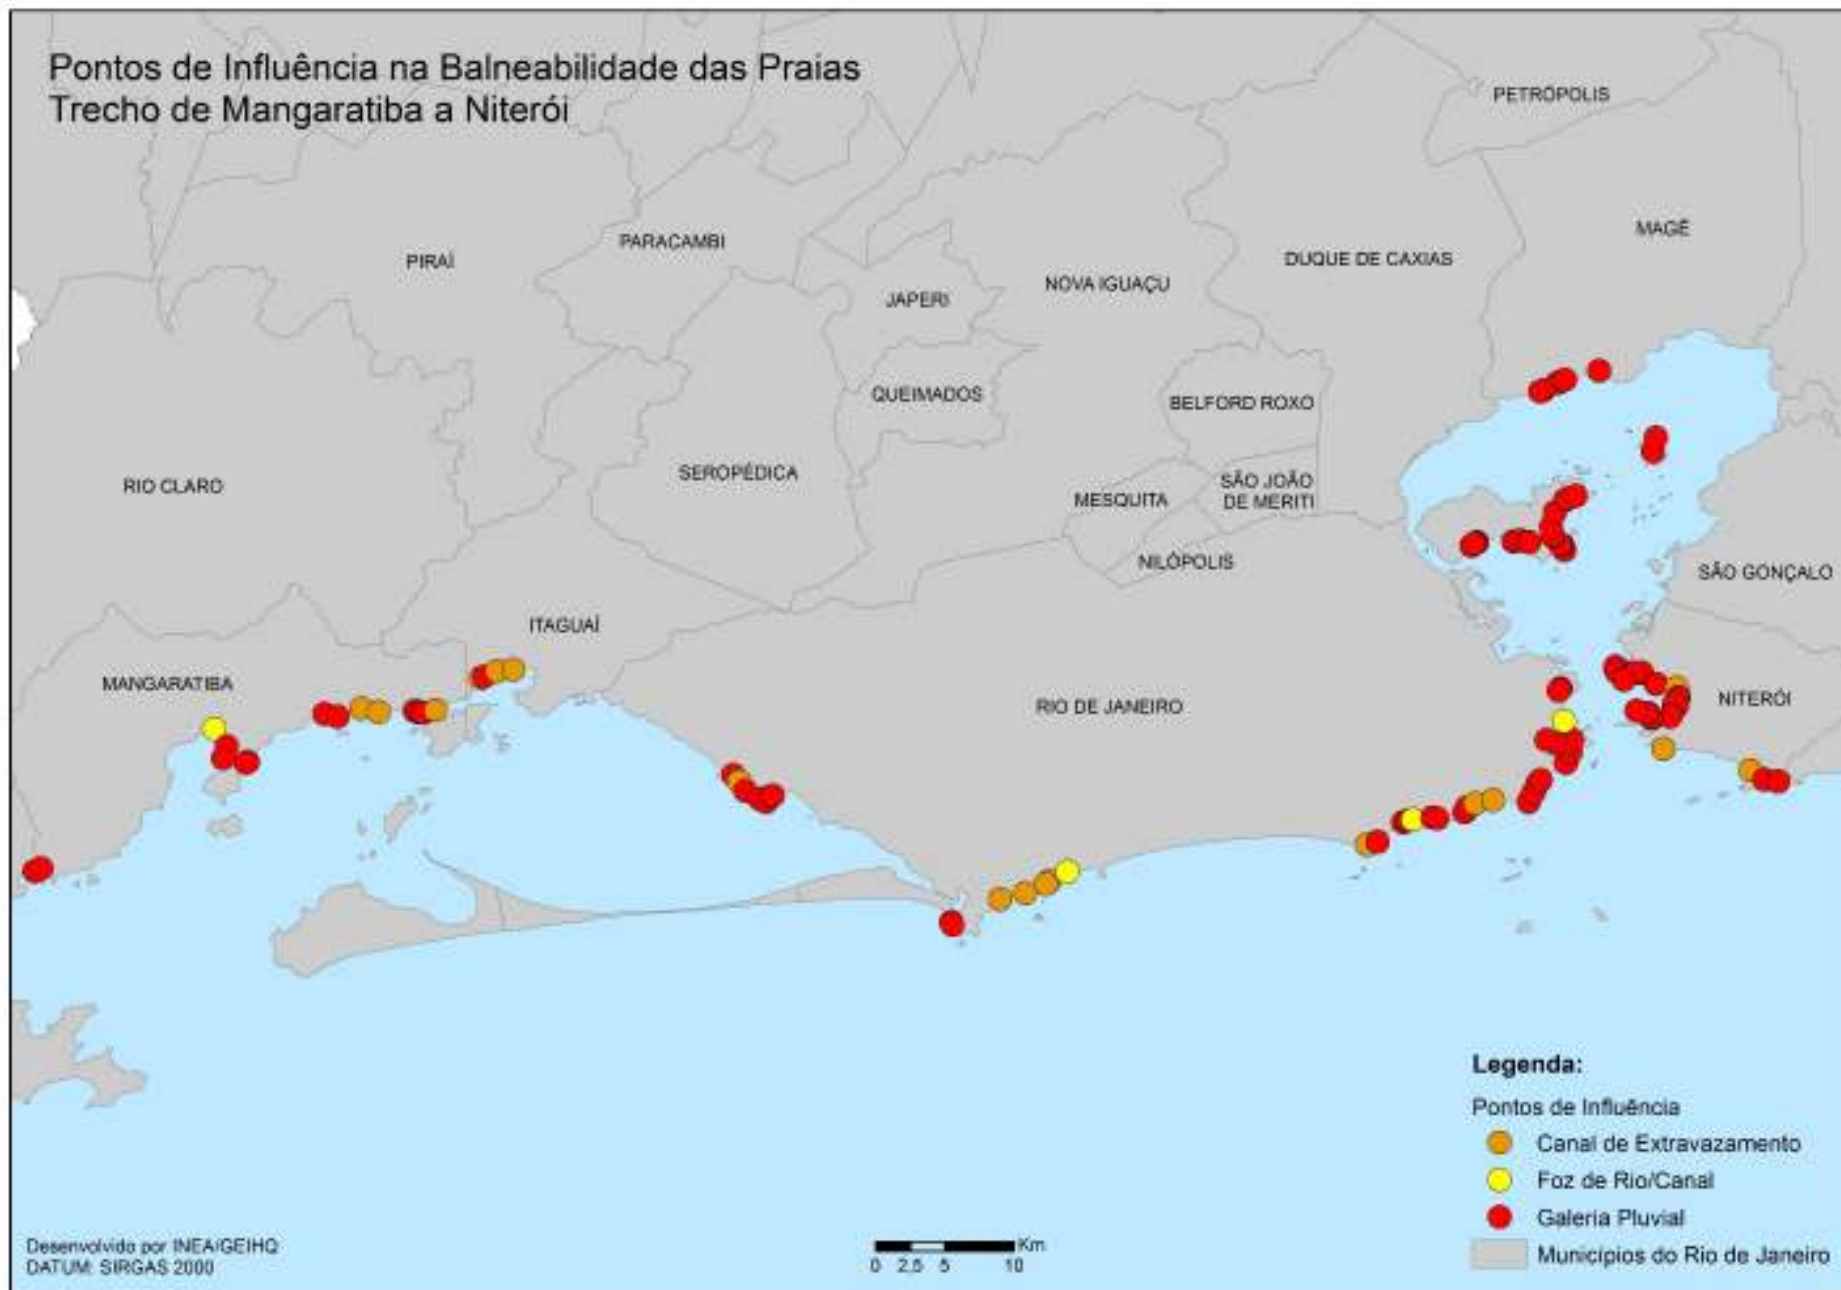 Pontos de Influência na Balneabilidade das Praias
Trecho de Mangaratiba a Niterói
PETRÓPOLIS
MAGÉ
PARACAMBI
PIRAÍ
DUQUE DE CAXIAS
NOVA IGUAÇU
JAPERI
QUEIMADOS
BELFORD ROXO
SEROPÉDICA
RIO CLARO
MESQUITA
SÃO JOÃO
DE MERITI
NILÓPOLIS
SÃO GONÇALO
ITAGUAÍ
MANGARATIBA
RIO DE JANEIRO
NITERÓI
Legenda:
Pontos de Influência
Canal de Extravazamento
Foz de Rio/Canal
Galeria Pluvial
Municípios do Rio de Janeiro
Desenvolvido por INEA/GEIHQ
DATUM: SIRGAS 2000
Km
0 2,5 5 10